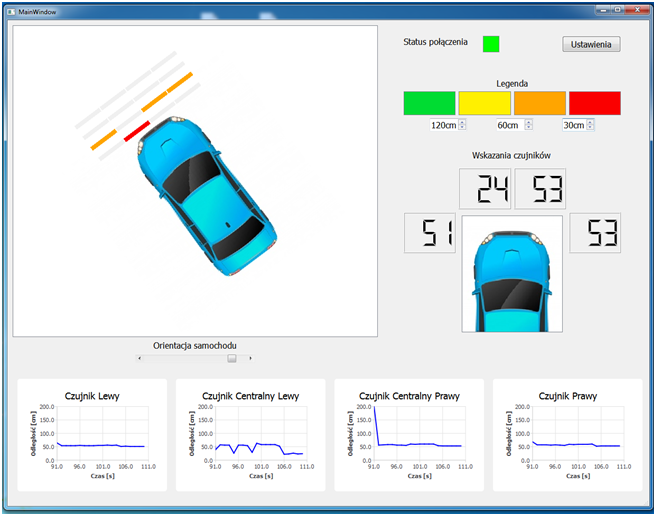 MainWindow
Status połączenia
Ustawienia
Legenda
120cm 60cm 30cm
Wskazania czujników
24 53
51 53
Orientacja samochodu
Czujnik Lewy
Odległość [cm]
200.0
150.0
100.0
50.0
0.0
91.0 96.0 101.0 106.0 111.0
Czas [s]
Czujnik Centralny Lewy
Odległość [cm]
200.0
150.0
100.0
50.0
0.0
91.0 96.0 101.0 106.0 111.0
Czas [s]
Czujnik Centralny Prawy
Odległość [cm]
200.0
150.0
100.0
50.0
0.0
91.0 96.0 101.0 106.0 111.0
Czas [s]
Czujnik Prawy
Odległość [cm]
200.0
150.0
100.0
50.0
0.0
91.0 96.0 101.0 106.0 111.0
Czas [s]